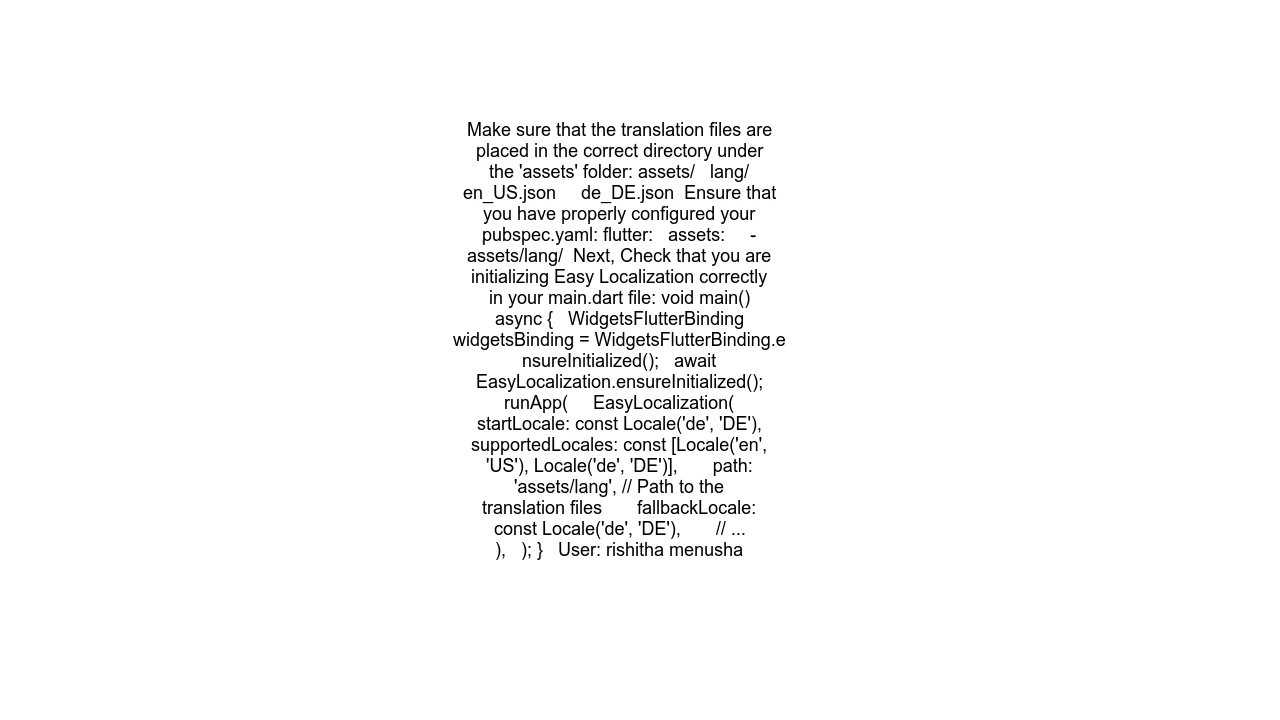 Make sure that the translation files are
placed in the correct directory under
the 'assets' folder: assets/   lang/
en_US.json     de_DE.json  Ensure that
you have properly configured your
pubspec.yaml: flutter:   assets:     -
assets/lang/  Next, Check that you are
initializing Easy Localization correctly
in your main.dart file: void main()
async {   WidgetsFlutterBinding
widgetsBinding = WidgetsFlutterBinding.e
nsureInitialized();   await
EasyLocalization.ensureInitialized();
runApp(     EasyLocalization(
startLocale: const Locale('de', 'DE'),
supportedLocales: const [Locale('en',
'US'), Locale('de', 'DE')],       path:
'assets/lang', // Path to the
translation files       fallbackLocale:
const Locale('de', 'DE'),       // ...
),   ); }   User: rishitha menusha